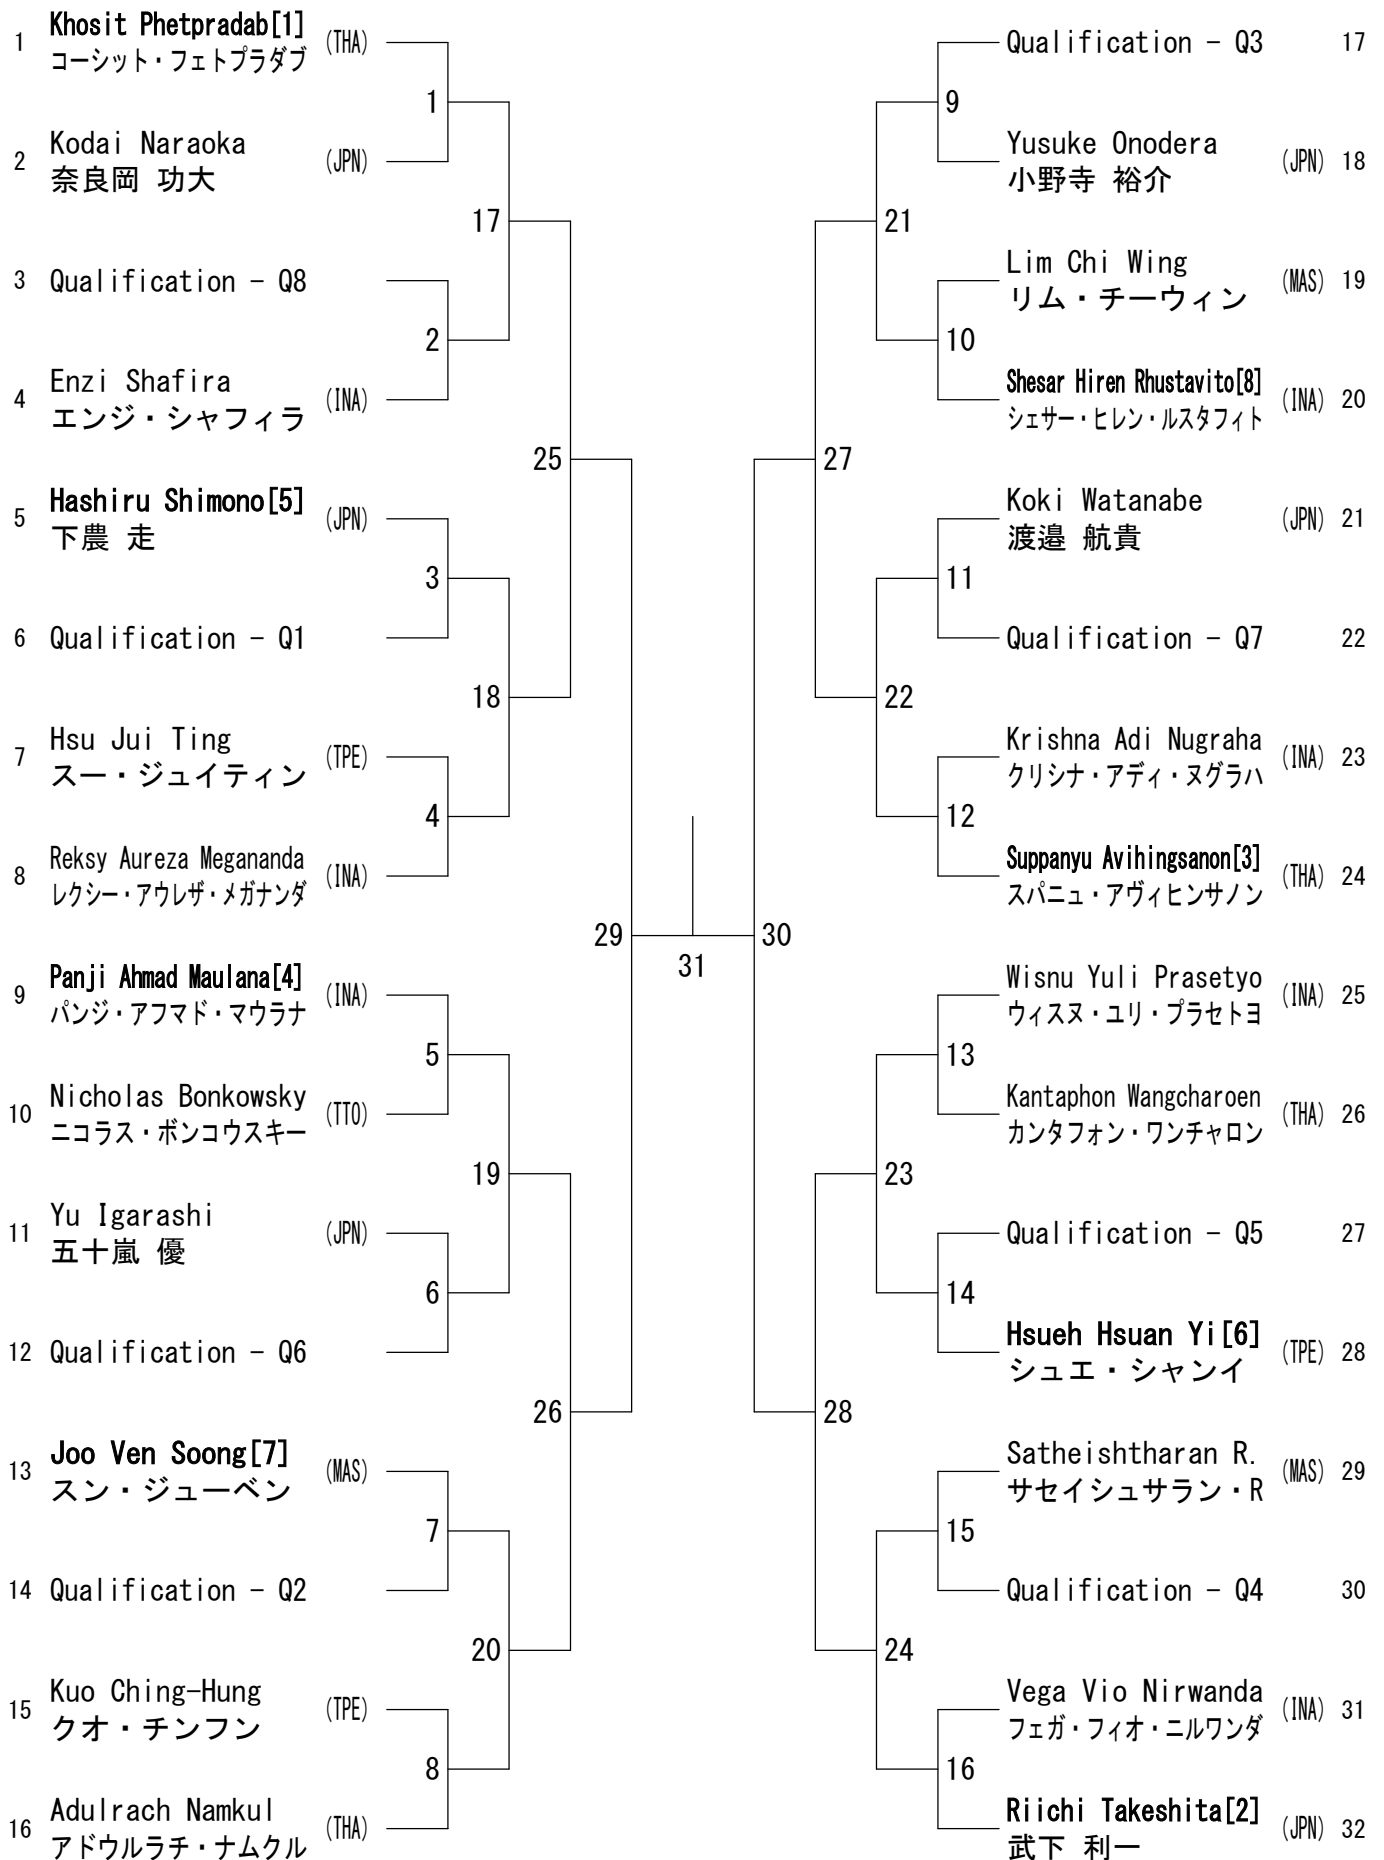 1 Khosit Phetpradab[1] (THA)
コーシット・フェトプラダブ
2 Kodai Naraoka (JPN)
奈良岡 功大
3 Qualification - Q8
4 Enzi Shafira (INA)
エンジ・シャフィラ
5 Hashiru Shimono[5] (JPN)
下農 走
6 Qualification - Q1
7 Hsu Jui Ting (TPE)
スー・ジュイティン
8 Reksy Aureza Megananda (INA)
レクシー・アウレザ・メガナンダ
9 Panji Ahmad Maulana[4] (INA)
パンジ・アフマド・マウラナ
10 Nicholas Bonkowsky (TTO)
ニコラス・ボンコウスキー
11 Yu Igarashi (JPN)
五十嵐 優
12 Qualification - Q6
13 Joo Ven Soong[7] (MAS)
スン・ジューベン
14 Qualification - Q2
15 Kuo Ching-Hung (TPE)
クオ・チンフン
16 Adulrach Namkul (THA)
アドウルラチ・ナムクル
1
2
3
4
5
6
7
8
17
18
19
20
25
26
29
31
30
27
28
21
22
23
24
9
10
11
12
13
14
15
16
Qualification - Q3 17
Yusuke Onodera (JPN) 18
小野寺 裕介
Lim Chi Wing (MAS) 19
リム・チーウィン
Shesar Hiren Rhustavito[8] (INA) 20
シェサー・ヒレン・ルスタフィト
Koki Watanabe (JPN) 21
渡邉 航貴
Qualification - Q7 22
Krishna Adi Nugraha (INA) 23
クリシナ・アディ・ヌグラハ
Suppanyu Avihingsanon[3] (THA) 24
スパニュ・アヴィヒンサノン
Wisnu Yuli Prasetyo (INA) 25
ウィスヌ・ユリ・プラセトヨ
Kantaphon Wangcharoen (THA) 26
カンタフォン・ワンチャロン
Qualification - Q5 27
Hsueh Hsuan Yi[6] (TPE) 28
シュエ・シャンイ
Satheishtharan R. (MAS) 29
サセイシュサラン・R
Qualification - Q4 30
Vega Vio Nirwanda (INA) 31
フェガ・フィオ・ニルワンダ
Riichi Takeshita[2] (JPN) 32
武下 利一